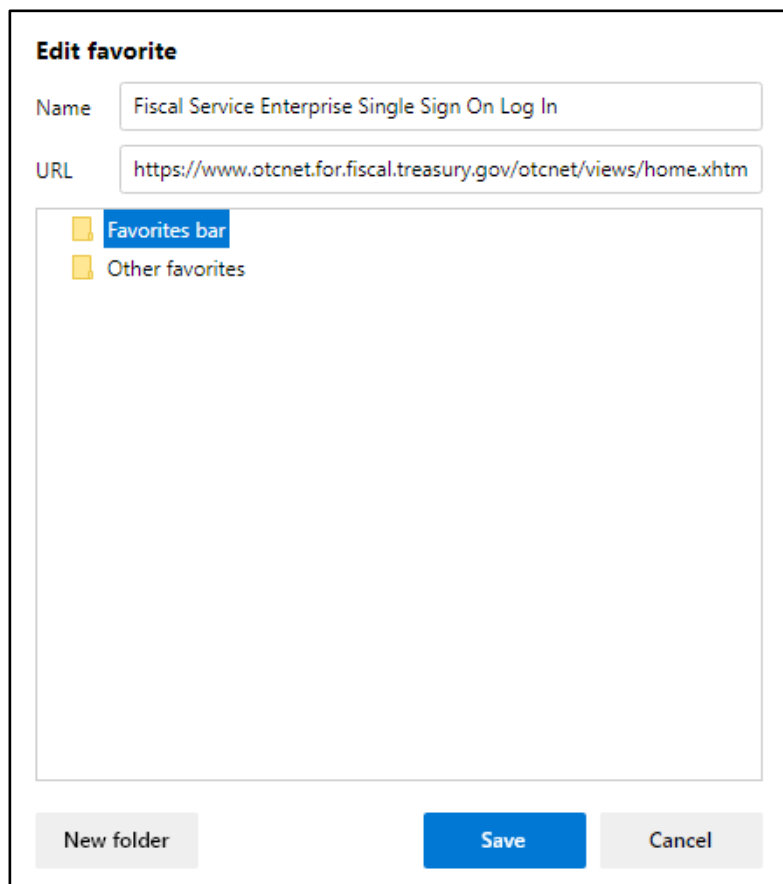 Edit favorite
Name Fiscal Service Enterprise Single Sign On Log In
URL https://www.otcnet.for.fiscal.treasury.gov/otcnet/views/home.xhtm
Favorites bar
Other favorites
New folder Save Cancel